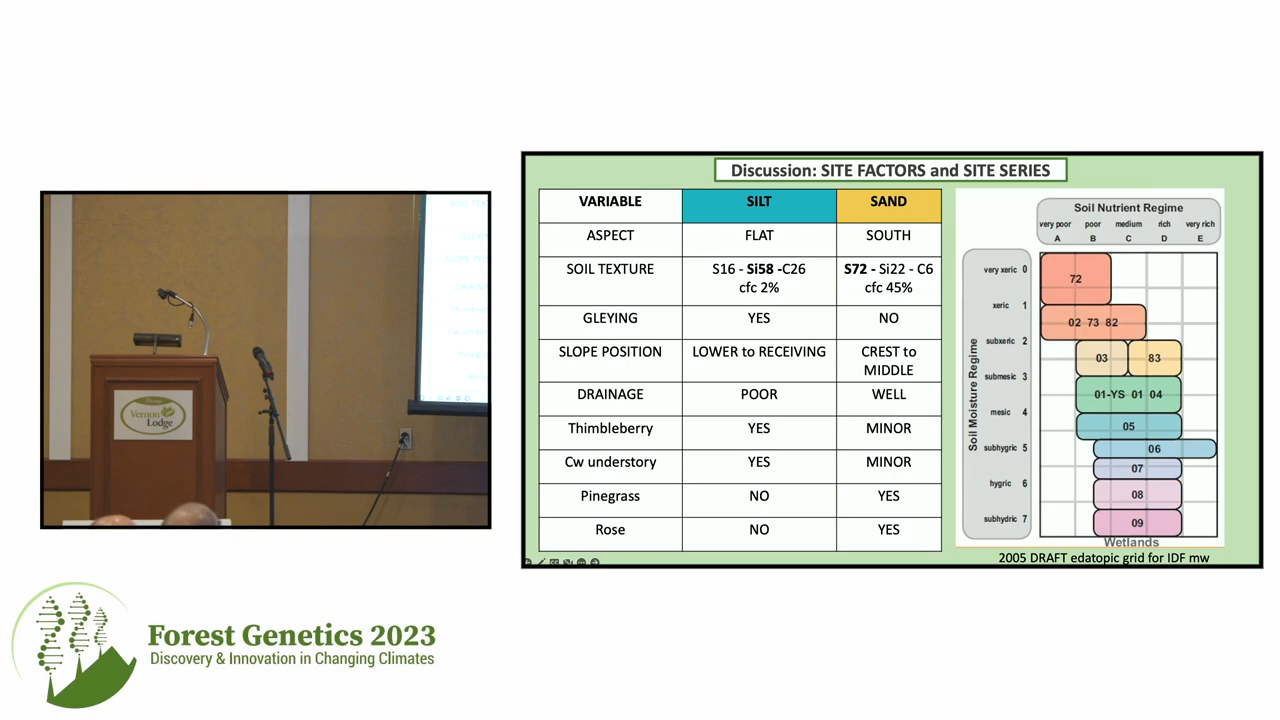 Discussion: SITE FACTORS and SITE SERIES
VARIABLE SILT SAND
ASPECT FLAT SOUTH
SOIL TEXTURE S16 - Si58 -C26 S72 - Si22 - C6
cfc 2% cfc 45%
GLEYING YES NO
SLOPE POSITION LOWER to RECEIVING CREST to
MIDDLE
DRAINAGE POOR WELL
Thimbleberry YES MINOR
Cw understory YES MINOR
Pinegrass NO YES
Rose NO YES
Soil Nutrient Regime
very poor poor medium rich very rich
A B C D E
Soil Moisture Regime
very xeric 0
xeric 1
subxeric 2
submesic 3
mesic 4
subhygric 5
hygric 6
subhydric 7
72
02 73 82
03 83
01-YS 01 04
05
06
07
08
09
Wetlands
2005 DRAFT edatopic grid for IDF mw
Vernon
Lodge
Forest Genetics 2023
Discovery & Innovation in Changing Climates